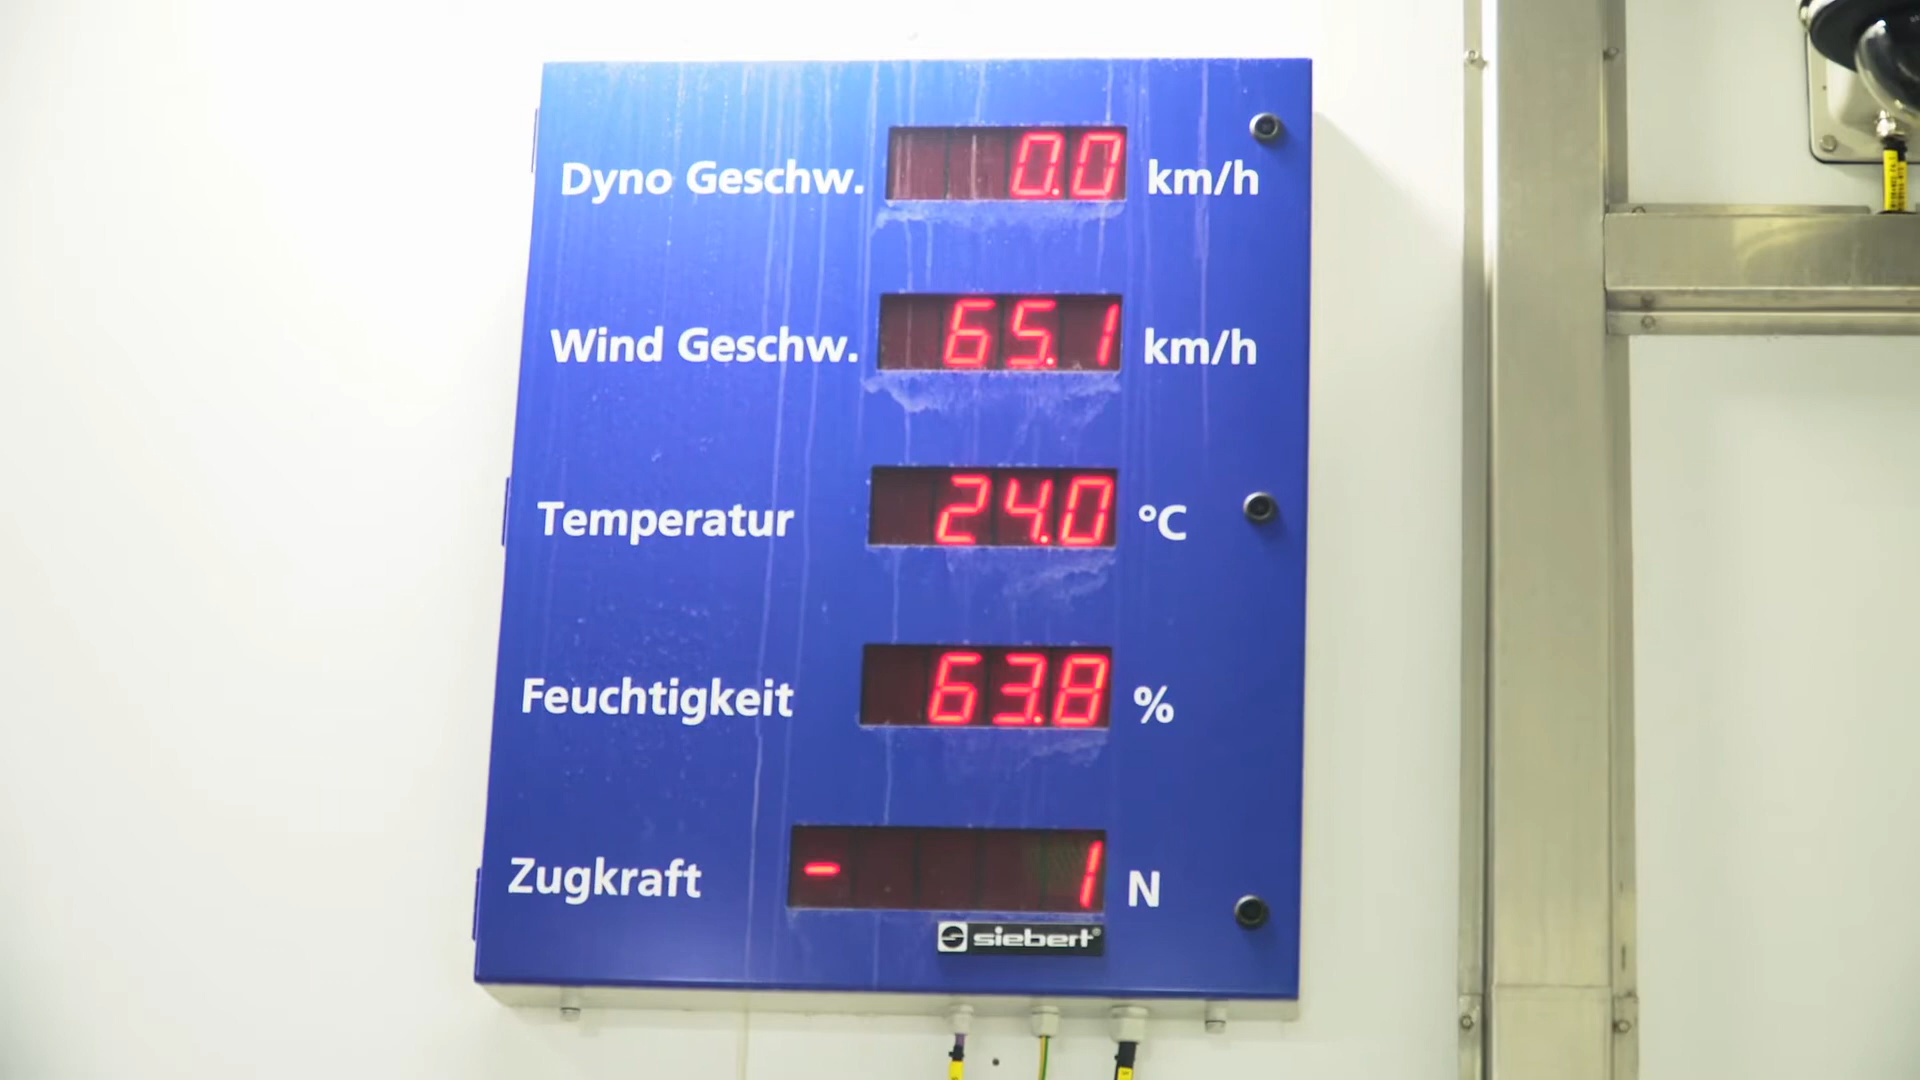 Dyno Geschw. 0.0 km/h
Wind Geschw. 65.1 km/h
Temperatur 24.0 °C
Feuchtigkeit 63.8 %
Zugkraft - 1 N
siebert®